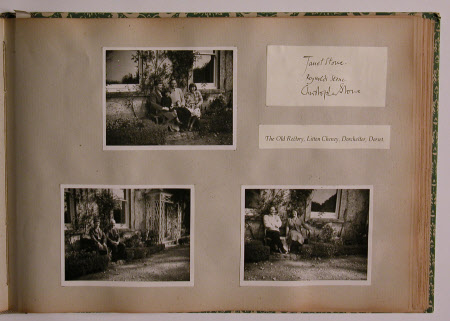 Janet Stone.
Reynolds Stone.
Christopher Stone
The Old Rectory, Litton Cheney, Dorchester, Dorset.